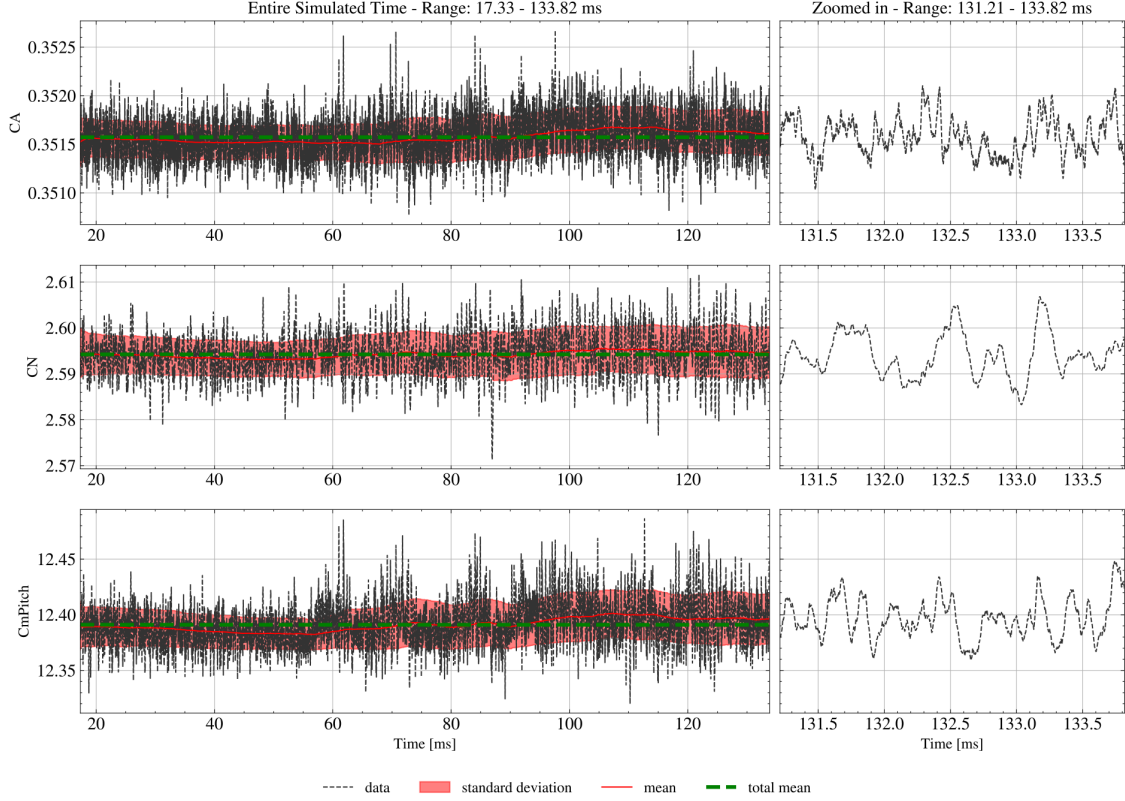 Entire Simulated Time - Range: 17.33 - 133.82 ms
Zoomed in - Range: 131.21 - 133.82 ms
CA
0.3525
0.3520
0.3515
0.3510
20 40 60 80 100 120
131.5 132.0 132.5 133.0 133.5
CN
2.61
2.60
2.59
2.58
2.57
20 40 60 80 100 120
131.5 132.0 132.5 133.0 133.5
CmPitch
12.45
12.40
12.35
20 40 60 80 100 120
131.5 132.0 132.5 133.0 133.5
Time [ms]
Time [ms]
data standard deviation mean total mean